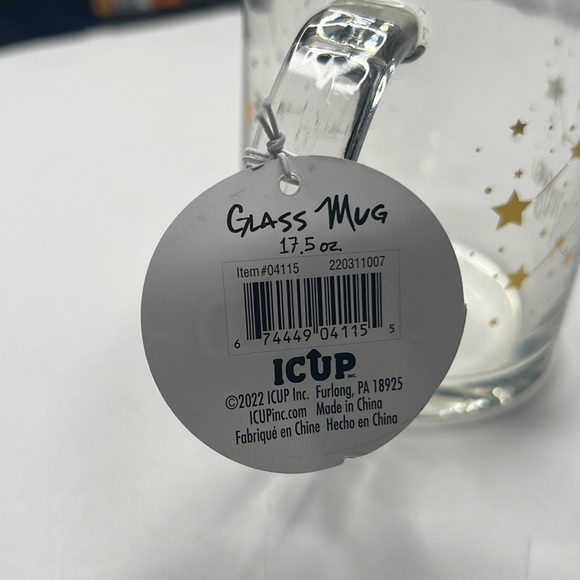 GLASS MUG
17.5 oz.
Item #04115 220311007
6 74449 04115 5
ICUP INC.
©2022 ICUP Inc. Furlong, PA 18925
ICUPinc.com Made in China
Fabriqué en Chine Hecho en China